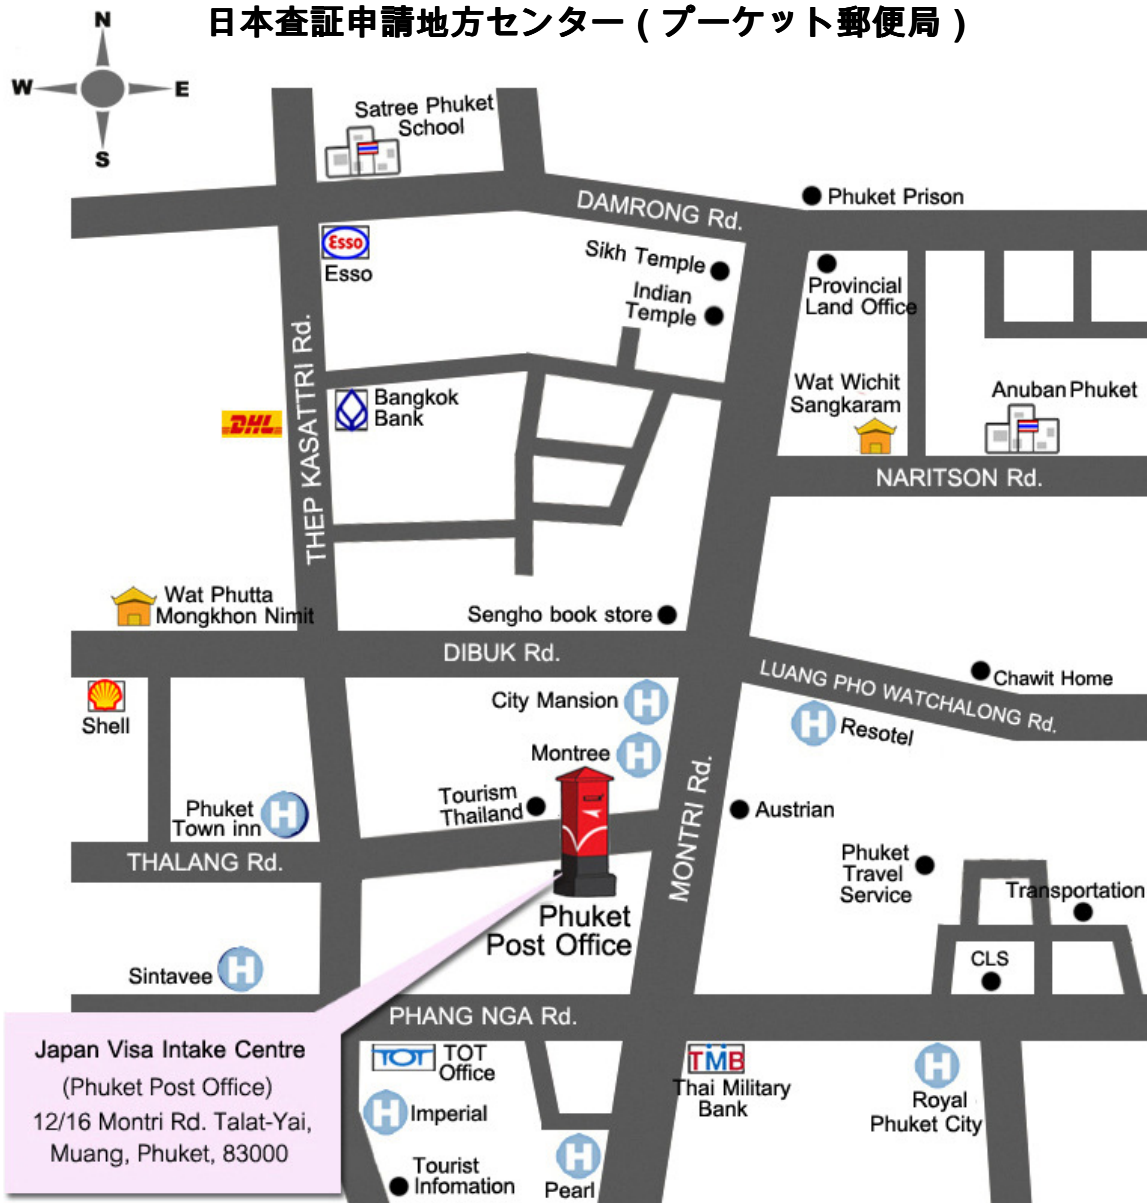 日本査証申請地方センター ( プーケット郵便局 )
N
W
E
S
Satree Phuket
School
DAMRONG Rd.
Phuket Prison
Esso
Esso
Sikh Temple
Indian
Temple
Provincial
Land Office
THEP KASATTRI Rd.
DHL
Bangkok
Bank
Wat Wichit
Sangkaram
Anuban Phuket
NARITSON Rd.
Wat Phutta
Mongkhon Nimit
Sengho book store
DIBUK Rd.
LUANG PHO WATCHALONG Rd.
Chawit Home
Shell
City Mansion
H
Montree
H
H
Resotel
MONTRI Rd.
Phuket
Town inn
H
Tourism
Thailand
Austrian
THALANG Rd.
Phuket
Travel
Service
Transportation
Phuket
Post Office
Sintavee
H
CLS
PHANG NGA Rd.
Japan Visa Intake Centre
(Phuket Post Office)
12/16 Montri Rd. Talat-Yai,
Muang, Phuket, 83000
TOT
TOT
Office
H
Imperial
Tourist
Infomation
H
Pearl
TMB
Thai Military
Bank
H
Royal
Phuket City